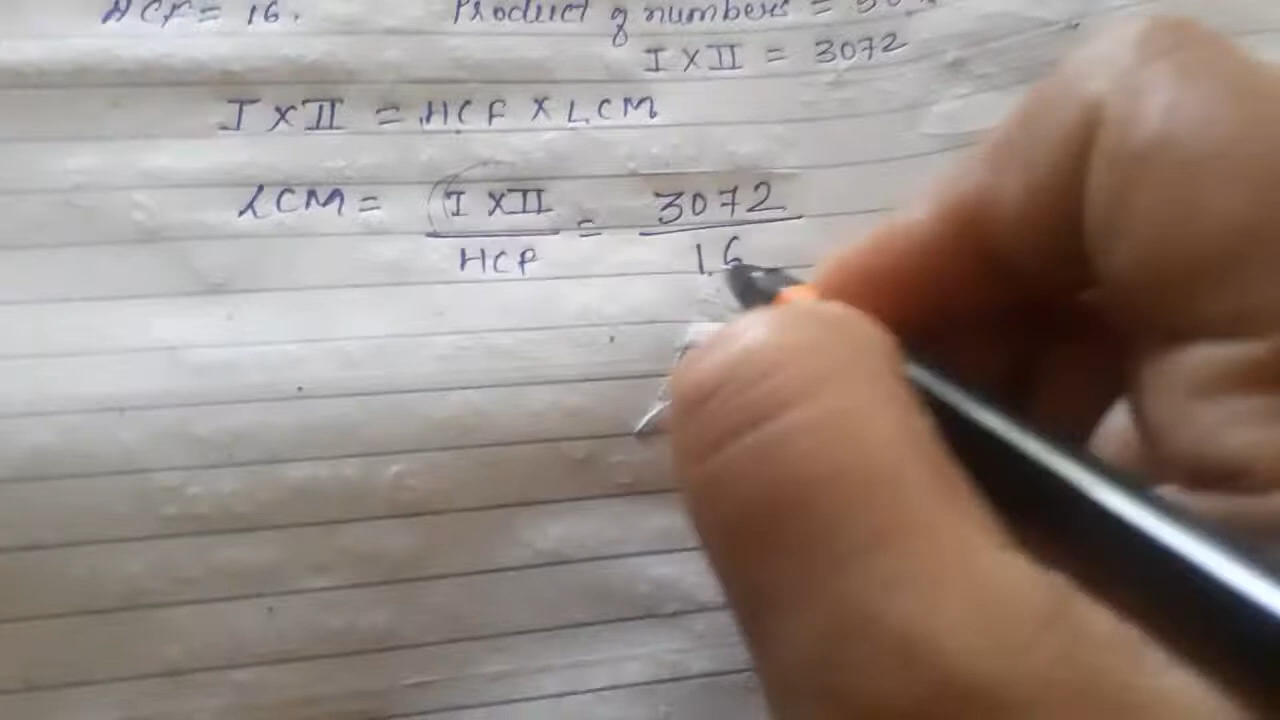 HCF = 16. Product of numbers =
I X II = 3072
I X II = HCF X LCM
LCM = I X II / HCF = 3072 / 16